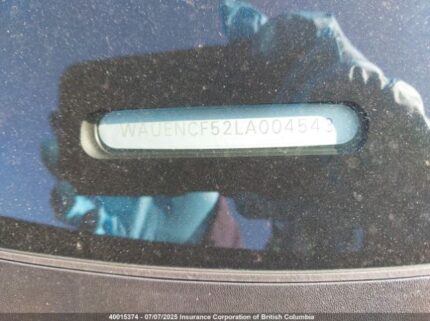 WAUENCF52LA004543
40015374 - 07/07/2025 Insurance Corporation of British Columbia